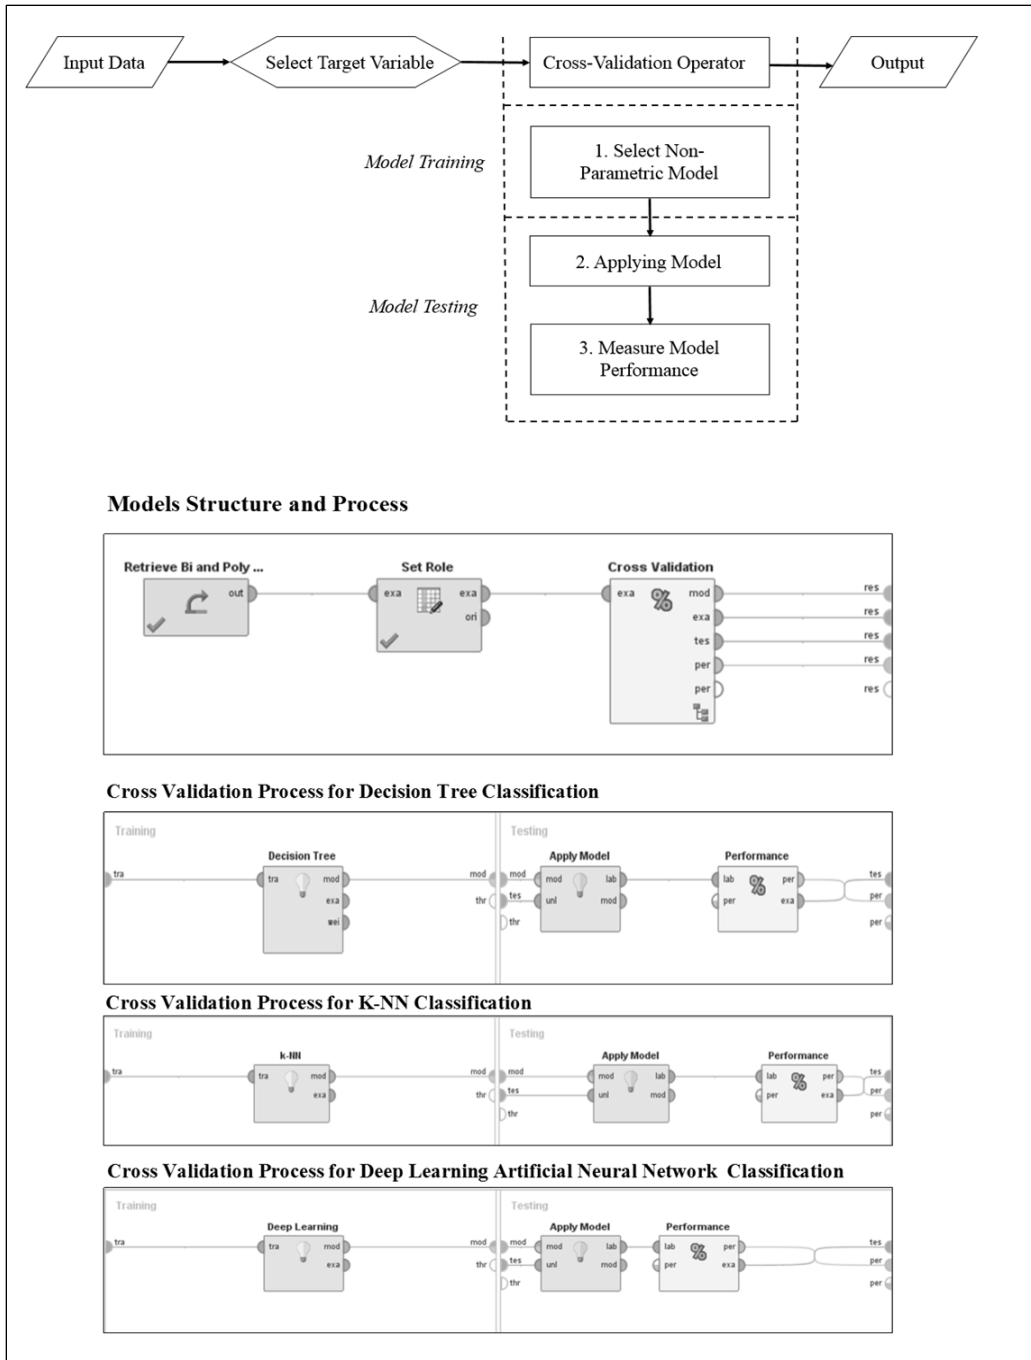 Input Data
Select Target Variable
Cross-Validation Operator
Output
Model Training
1. Select Non-
Parametric Model
2. Applying Model
Model Testing
3. Measure Model
Performance
Models Structure and Process
Retrieve Bi and Poly ...
Set Role
Cross Validation
out
exa
exa
ori
exa
mod
exa
tes
per
per
res
res
res
res
res
Cross Validation Process for Decision Tree Classification
Training
Testing
Decision Tree
Apply Model
Performance
tra
tra
mod
exa
wei
mod
thr
mod
tes
thr
mod
unl
lab
mod
lab
per
per
exa
tes
per
per
Cross Validation Process for K-NN Classification
Training
Testing
k-NN
Apply Model
Performance
tra
tra
mod
exa
mod
thr
mod
tes
thr
mod
unl
lab
mod
lab
per
per
exa
tes
per
per
Cross Validation Process for Deep Learning Artificial Neural Network Classification
Training
Testing
Deep Learning
Apply Model
Performance
tra
tra
mod
exa
mod
thr
mod
tes
thr
mod
unl
lab
mod
lab
per
per
exa
tes
per
per